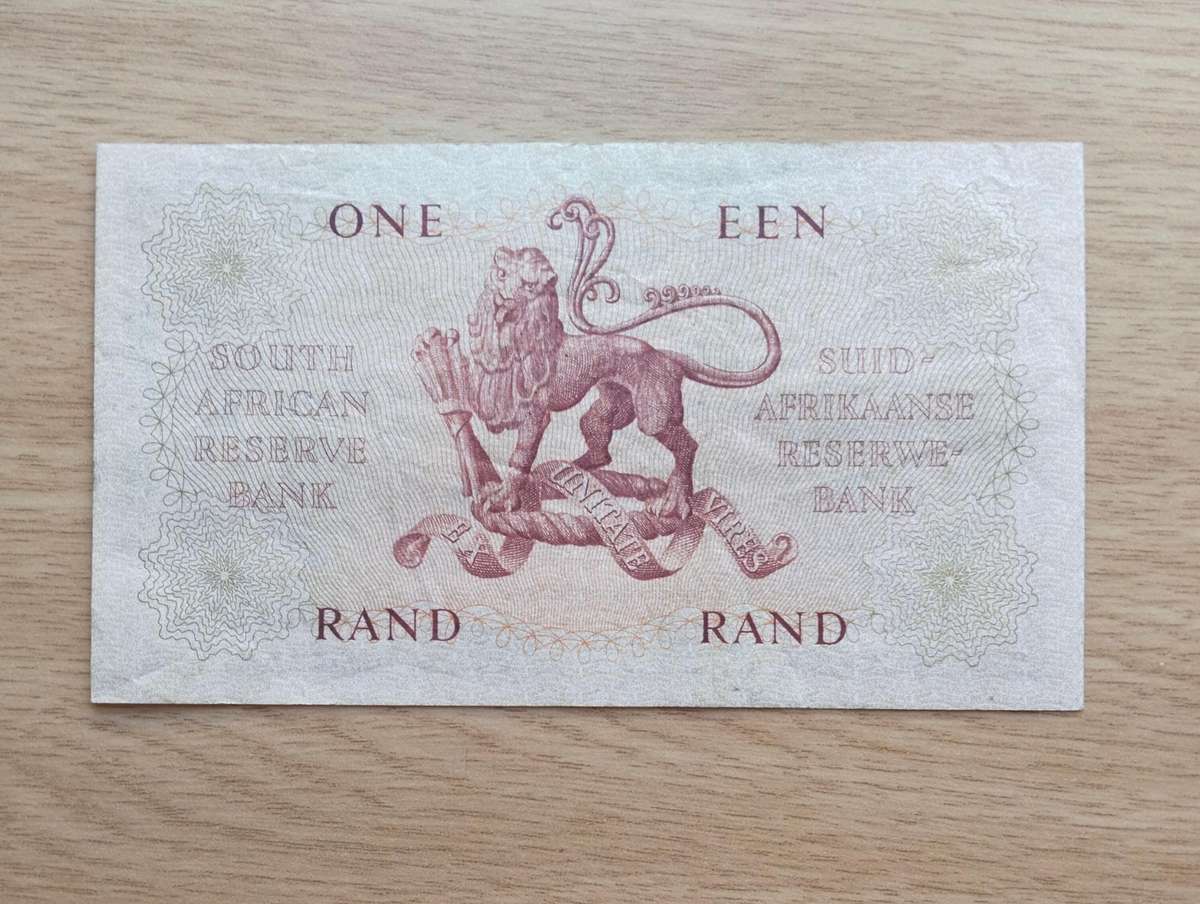 ONE EEN
SOUTH
AFRICAN
RESERVE
BANK
SUID-
AFRIKAANSE
RESERWE-
BANK
EX UNITATE VIRES
RAND RAND